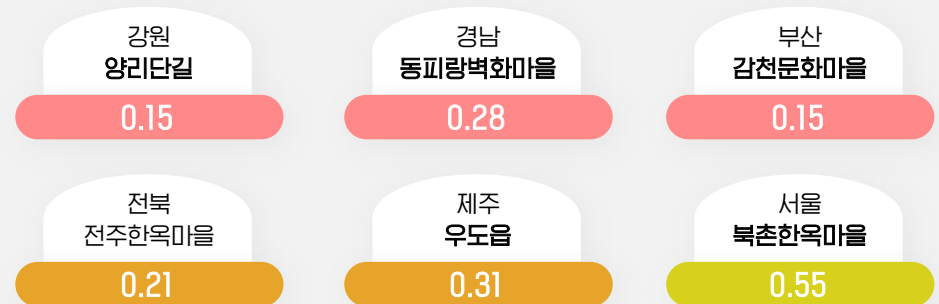 강원
양리단길
0.15
경남
동피랑벽화마을
0.28
부산
감천문화마을
0.15
전북
전주한옥마을
0.21
제주
우도읍
0.31
서울
북촌한옥마을
0.55